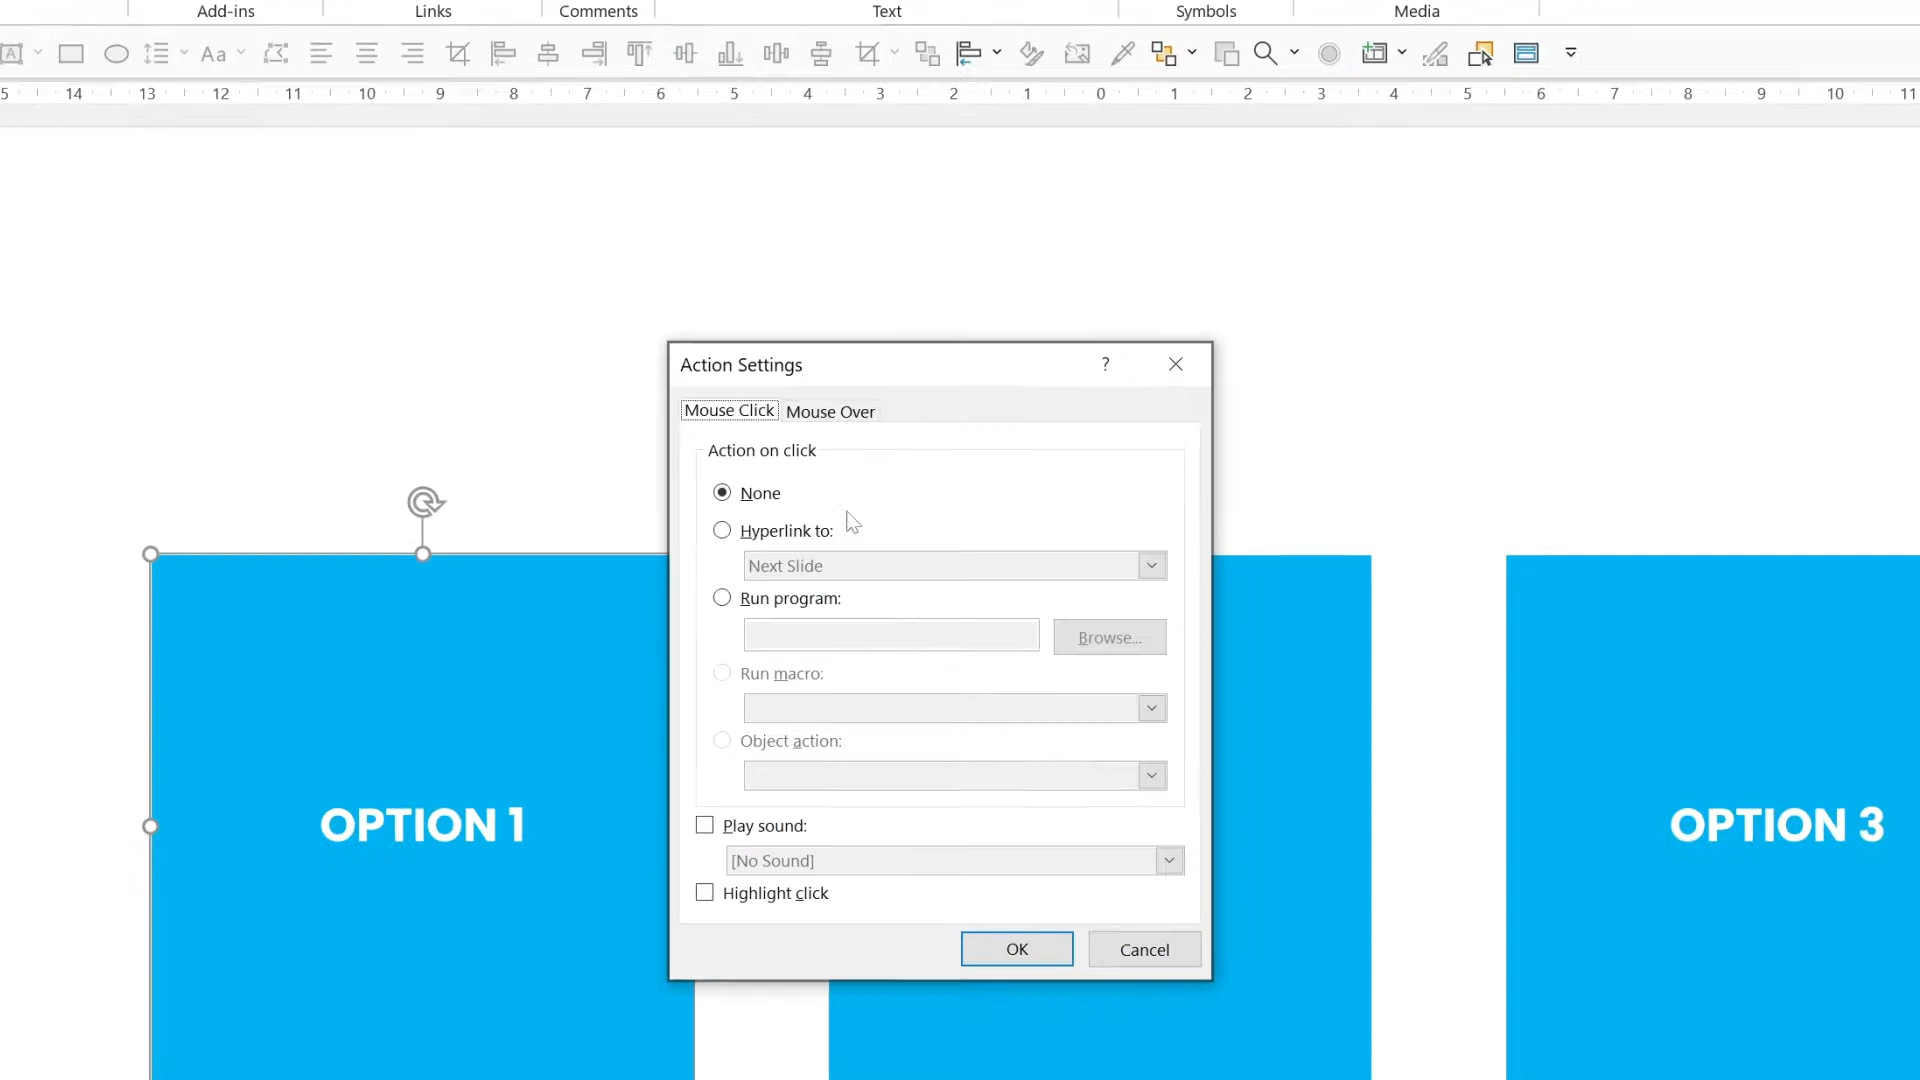 Add-ins Links Comments Text Symbols Media
A Aa
5 14 13 12 11 10 9 8 7 6 5 4 3 2 1 0 1 2 3 4 5 6 7 8 9 10 11
Action Settings ?
Mouse Click Mouse Over
Action on click
None
Hyperlink to:
Next Slide
Run program:
Browse...
Run macro:
Object action:
OPTION 1
OPTION 3
Play sound:
[No Sound]
Highlight click
OK Cancel